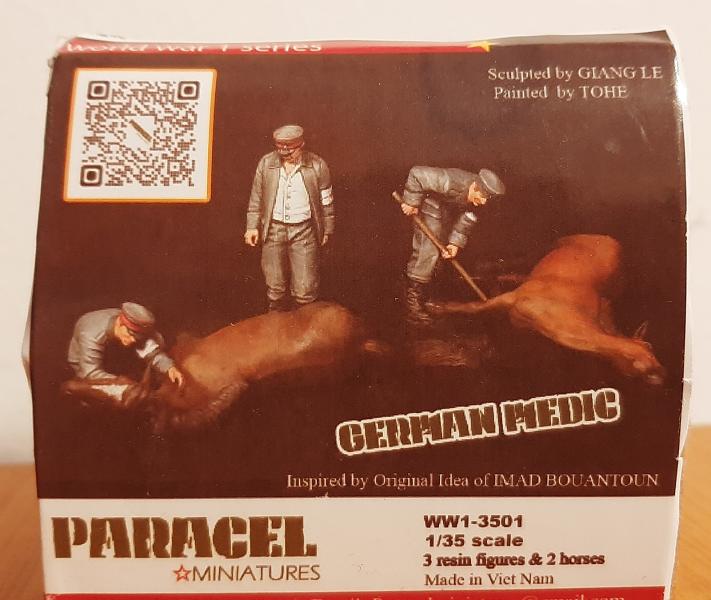 world war 1 series
Sculpted by GIANG LE
Painted by TOHE
GERMAN MEDIC
Inspired by Original Idea of IMAD BOUANTOUN
PARACEL
MINIATURES
WW1-3501
1/35 scale
3 resin figures & 2 horses
Made in Viet Nam